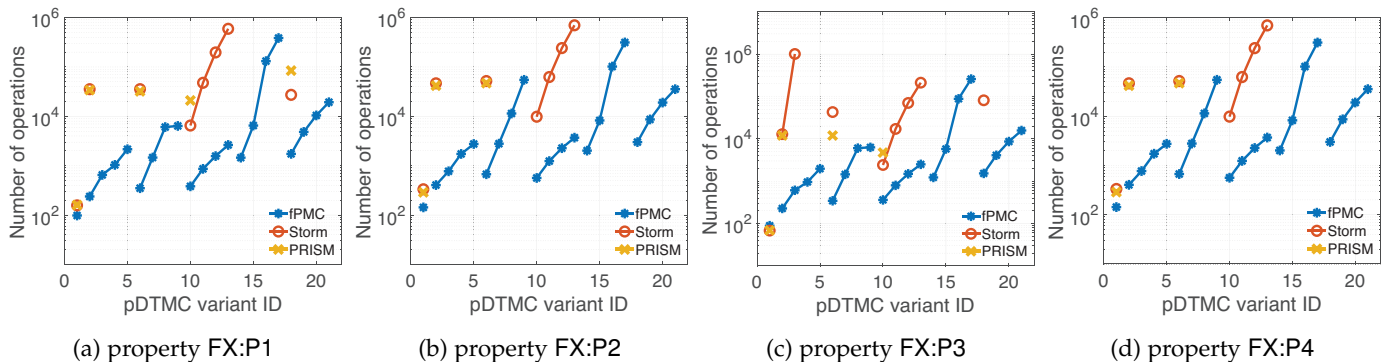 Number of operations
10^6
10^4
10^2
0
5
10
15
20
pDTMC variant ID
fPMC
Storm
PRISM
(a) property FX:P1
Number of operations
10^6
10^4
10^2
0
5
10
15
20
pDTMC variant ID
fPMC
Storm
PRISM
(b) property FX:P2
Number of operations
10^6
10^4
10^2
0
5
10
15
20
pDTMC variant ID
fPMC
Storm
PRISM
(c) property FX:P3
Number of operations
10^6
10^4
10^2
0
5
10
15
20
pDTMC variant ID
fPMC
Storm
PRISM
(d) property FX:P4